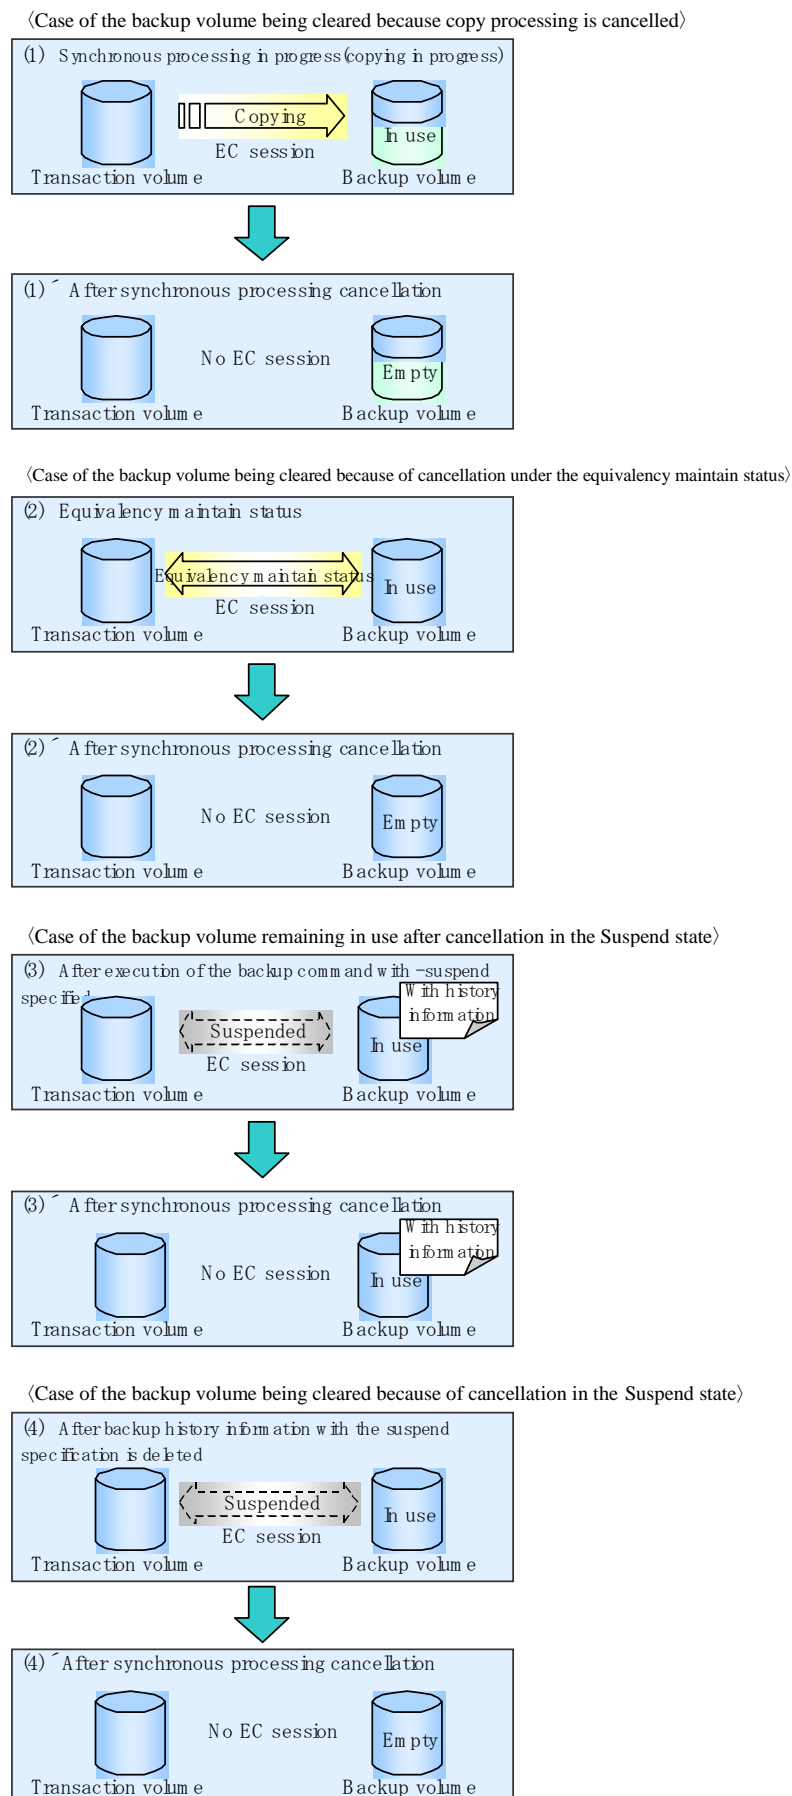 〈Case of the backup volume being cleared because copy processing is cancelled〉
(1) Synchronous processing in progress(copying in progress)
Copying
In use
EC session
Transaction volume
Backup volume
(1)´ After synchronous processing cancellation
No EC session
Empty
Transaction volume
Backup volume
〈Case of the backup volume being cleared because of cancellation under the equivalency maintain status〉
(2) Equivalency maintain status
Equivalency maintain status
In use
EC session
Transaction volume
Backup volume
(2)´ After synchronous processing cancellation
No EC session
Empty
Transaction volume
Backup volume
〈Case of the backup volume remaining in use after cancellation in the Suspend state〉
(3) After execution of the backup command with -suspend
specified
With history
information
Suspended
In use
EC session
Transaction volume
Backup volume
(3)´ After synchronous processing cancellation
With history
information
No EC session
In use
Transaction volume
Backup volume
〈Case of the backup volume being cleared because of cancellation in the Suspend state〉
(4) After backup history information with the suspend
specification is deleted
Suspended
In use
EC session
Transaction volume
Backup volume
(4)´ After synchronous processing cancellation
No EC session
Empty
Transaction volume
Backup volume